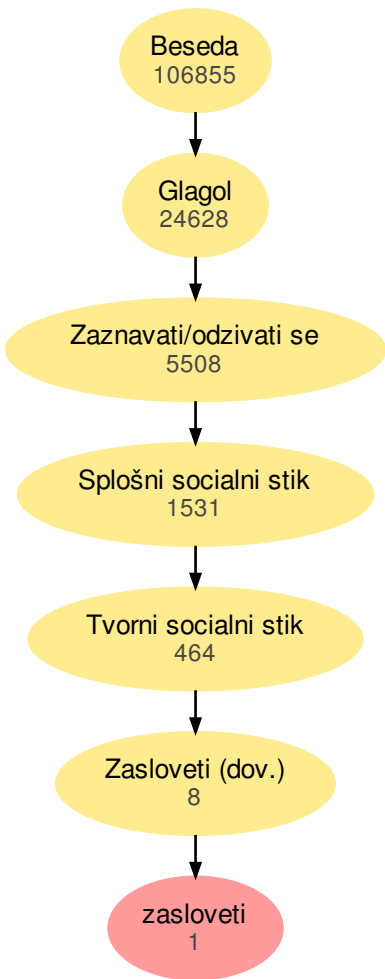 Beseda
106855
Glagol
24628
Zaznavati/odzivati se
5508
Splošni socialni stik
1531
Tvorni socialni stik
464
Zasloveti (dov.)
8
zasloveti
1